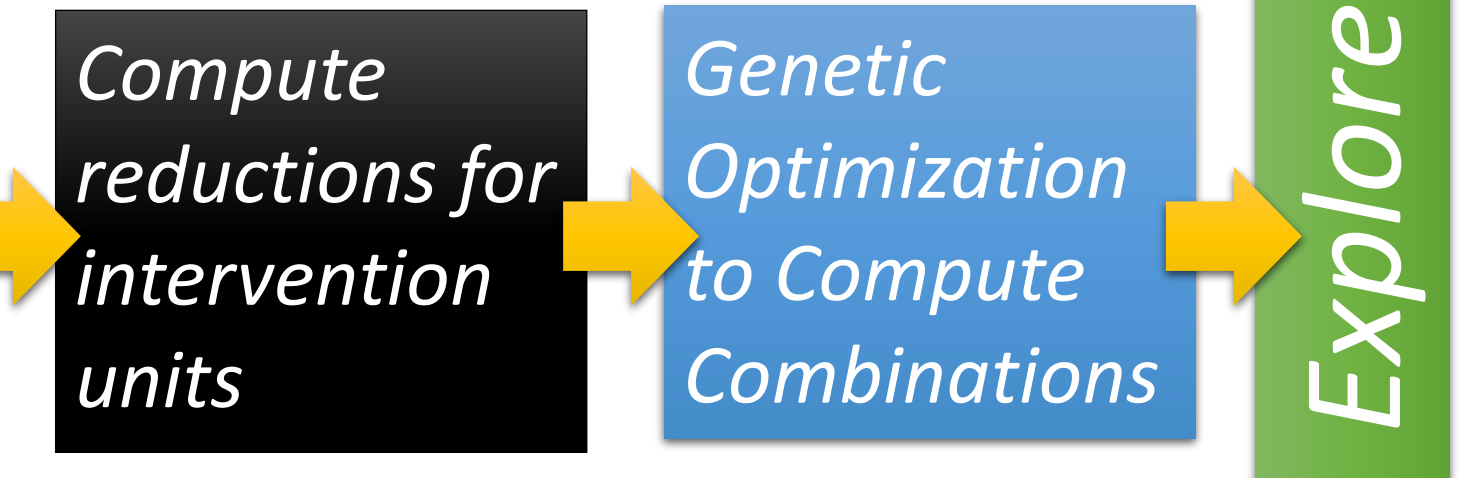 Compute
reductions for
intervention
units
Genetic
Optimization
to Compute
Combinations
Explore